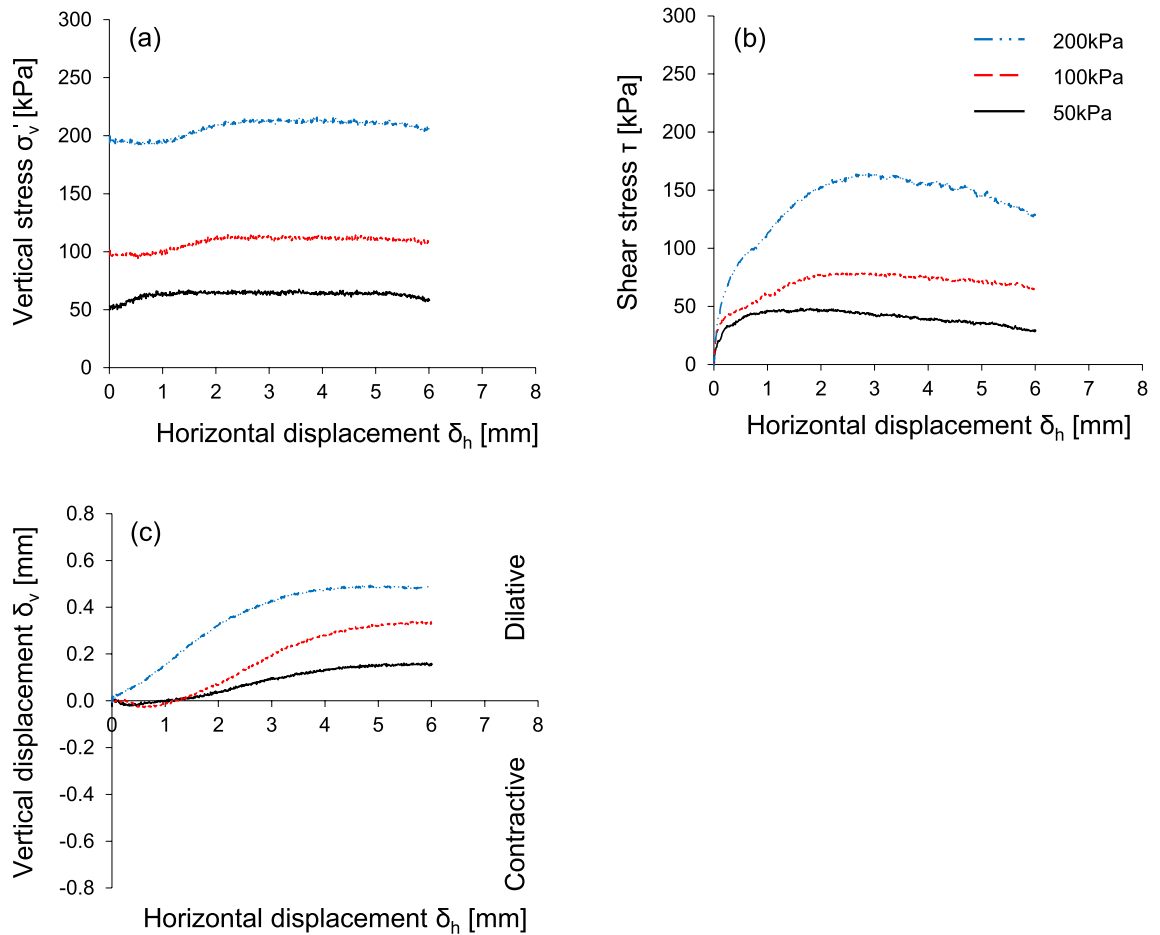 (a)
Vertical stress σv' [kPa]
300
250
200
150
100
50
0
0 1 2 3 4 5 6 7 8
Horizontal displacement δh [mm]
(b)
Shear stress τ [kPa]
300
250
200
150
100
50
0
0 1 2 3 4 5 6 7 8
Horizontal displacement δh [mm]
200kPa
100kPa
50kPa
(c)
Vertical displacement δv [mm]
0.8
0.6
0.4
0.2
0.0
-0.2
-0.4
-0.6
-0.8
0 1 2 3 4 5 6 7 8
Dilative
Contractive
Horizontal displacement δh [mm]